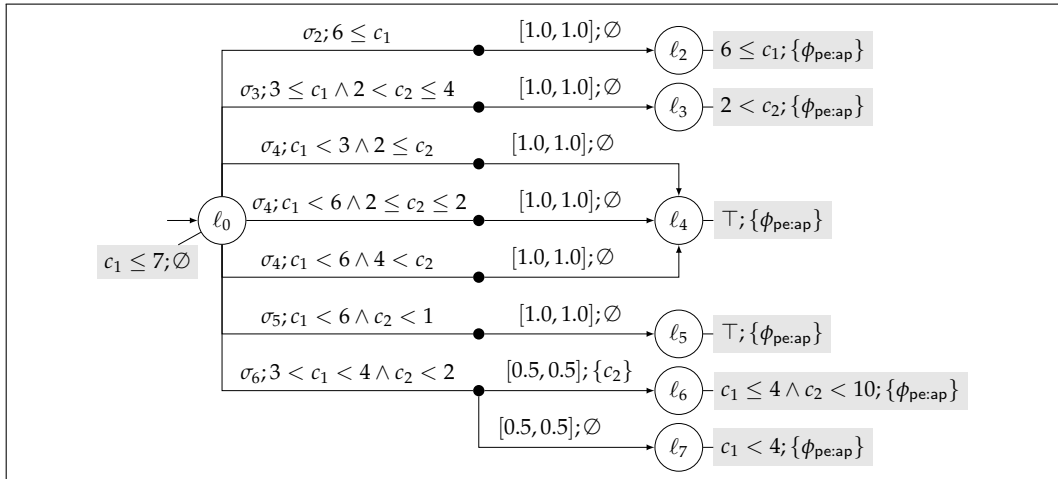 σ₂; 6 ≤ c₁ [1.0, 1.0]; ∅ ℓ₂ 6 ≤ c₁; {ϕpe:ap}
σ₃; 3 ≤ c₁ ∧ 2 < c₂ ≤ 4 [1.0, 1.0]; ∅ ℓ₃ 2 < c₂; {ϕpe:ap}
σ₄; c₁ < 3 ∧ 2 ≤ c₂ [1.0, 1.0]; ∅
ℓ₀ σ₄; c₁ < 6 ∧ 2 ≤ c₂ ≤ 2 [1.0, 1.0]; ∅ ℓ₄ ⊤; {ϕpe:ap}
c₁ ≤ 7; ∅ σ₄; c₁ < 6 ∧ 4 < c₂ [1.0, 1.0]; ∅
σ₅; c₁ < 6 ∧ c₂ < 1 [1.0, 1.0]; ∅ ℓ₅ ⊤; {ϕpe:ap}
σ₆; 3 < c₁ < 4 ∧ c₂ < 2 [0.5, 0.5]; {c₂} ℓ₆ c₁ ≤ 4 ∧ c₂ < 10; {ϕpe:ap}
[0.5, 0.5]; ∅ ℓ₇ c₁ < 4; {ϕpe:ap}